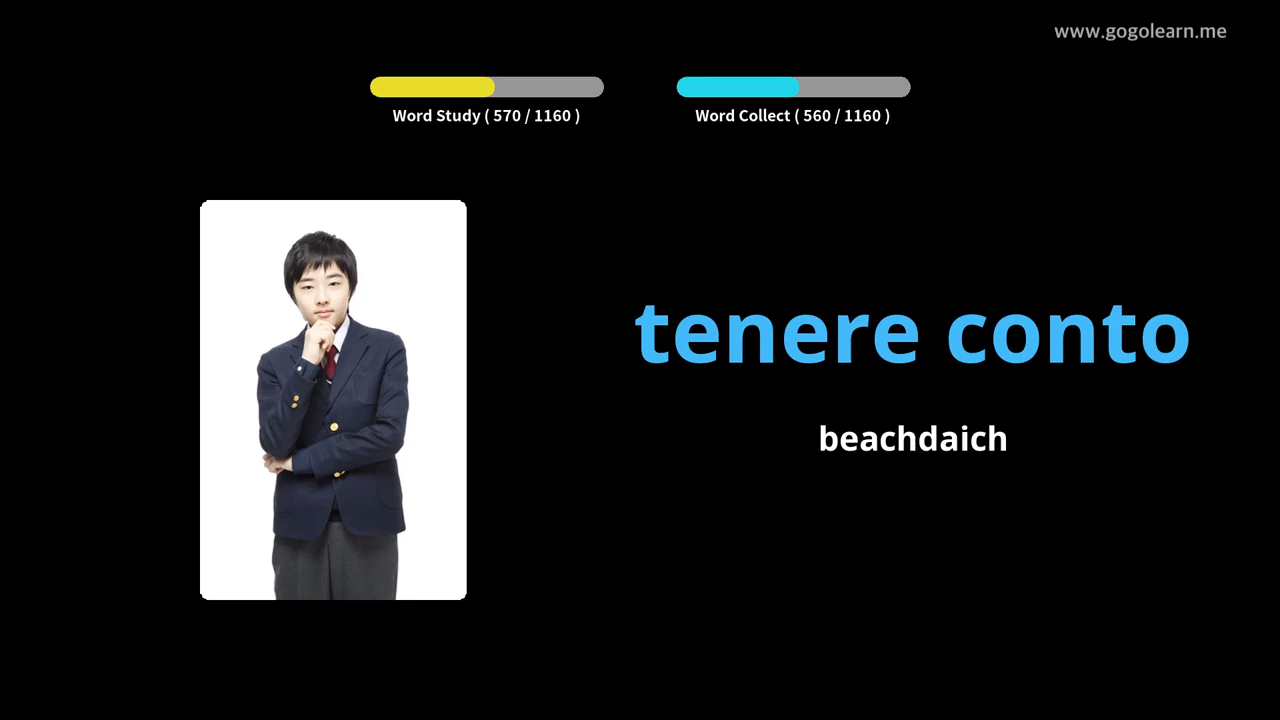 www.gogolearn.me
Word Study ( 570 / 1160 )
Word Collect ( 560 / 1160 )
tenere conto
beachdaich